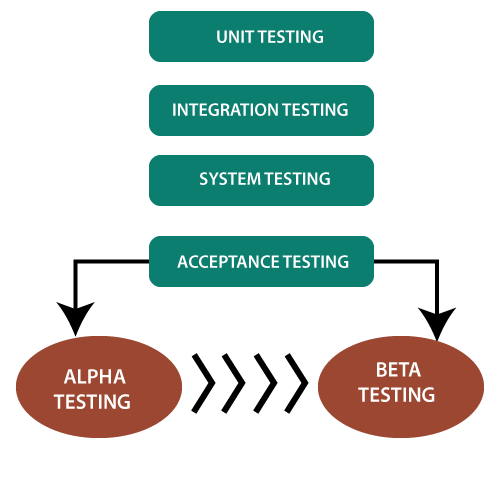 UNIT TESTING
INTEGRATION TESTING
SYSTEM TESTING
ACCEPTANCE TESTING
ALPHA
TESTING
BETA
TESTING